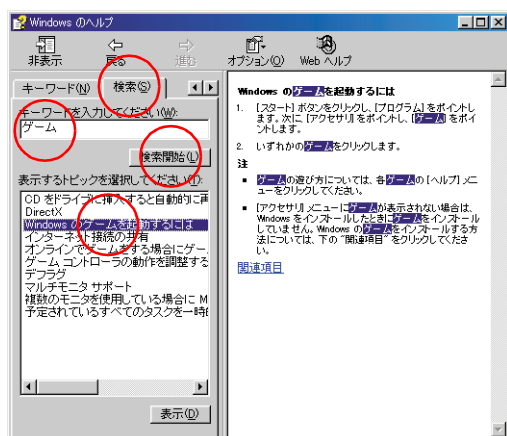 Windows のヘルプ
非表示 戻る 進む オプション(O) Web ヘルプ
キーワード(N) 検索(S)
キーワードを入力してください(W):
ゲーム
検索開始(L)
表示するトピックを選択してください(T):
CD をドライブに挿入すると自動的に再
DirectX
Windows のゲームを起動するには
インターネット接続の共有
オンラインでゲームをする場合にゲー
ゲーム コントローラの動作を調整する
デフラグ
マルチモニタ サポート
複数のモニタを使用している場合に M
予定されているすべてのタスクを一時
表示(D)
Windows のゲームを起動するには
1. [スタート] ボタンをクリックし、[プログラム] をポイントし
ます。次に、[アクセサリ] をポイントし、[ゲーム] をポイ
ントします。
2. いずれかのゲームをクリックします。
注
■ ゲームの遊び方については、各ゲームの [ヘルプ] メニ
ューをクリックしてください。
■ [アクセサリ] メニューにゲームが表示されない場合は、
Windows をインストールしたときにゲームをインストール
していません。Windows のゲームをインストールする方
法については、下の "関連項目" をクリックしてくださ
い。
関連項目